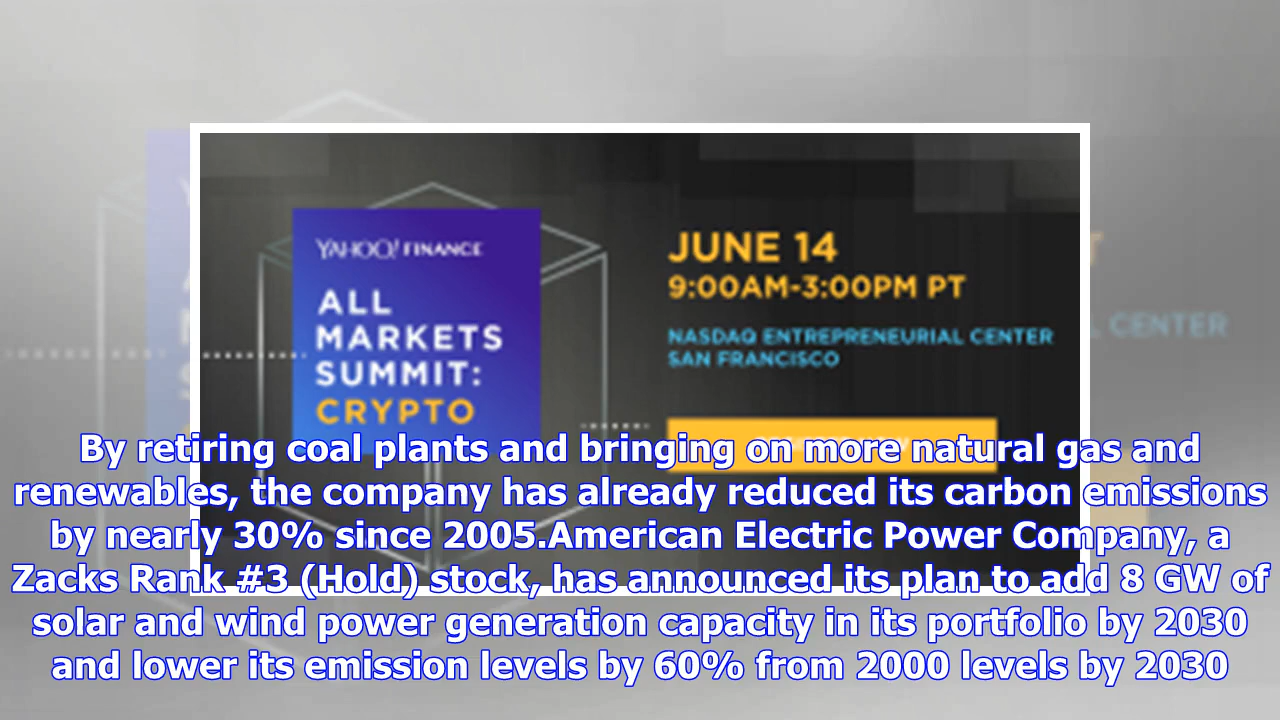 YAHOO! FINANCE
ALL
MARKETS
SUMMIT:
CRYPTO
JUNE 14
9:00AM-3:00PM PT
NASDAQ ENTREPRENEURIAL CENTER
SAN FRANCISCO
By retiring coal plants and bringing on more natural gas and
renewables, the company has already reduced its carbon emissions
by nearly 30% since 2005.American Electric Power Company, a
Zacks Rank #3 (Hold) stock, has announced its plan to add 8 GW of
solar and wind power generation capacity in its portfolio by 2030
and lower its emission levels by 60% from 2000 levels by 2030